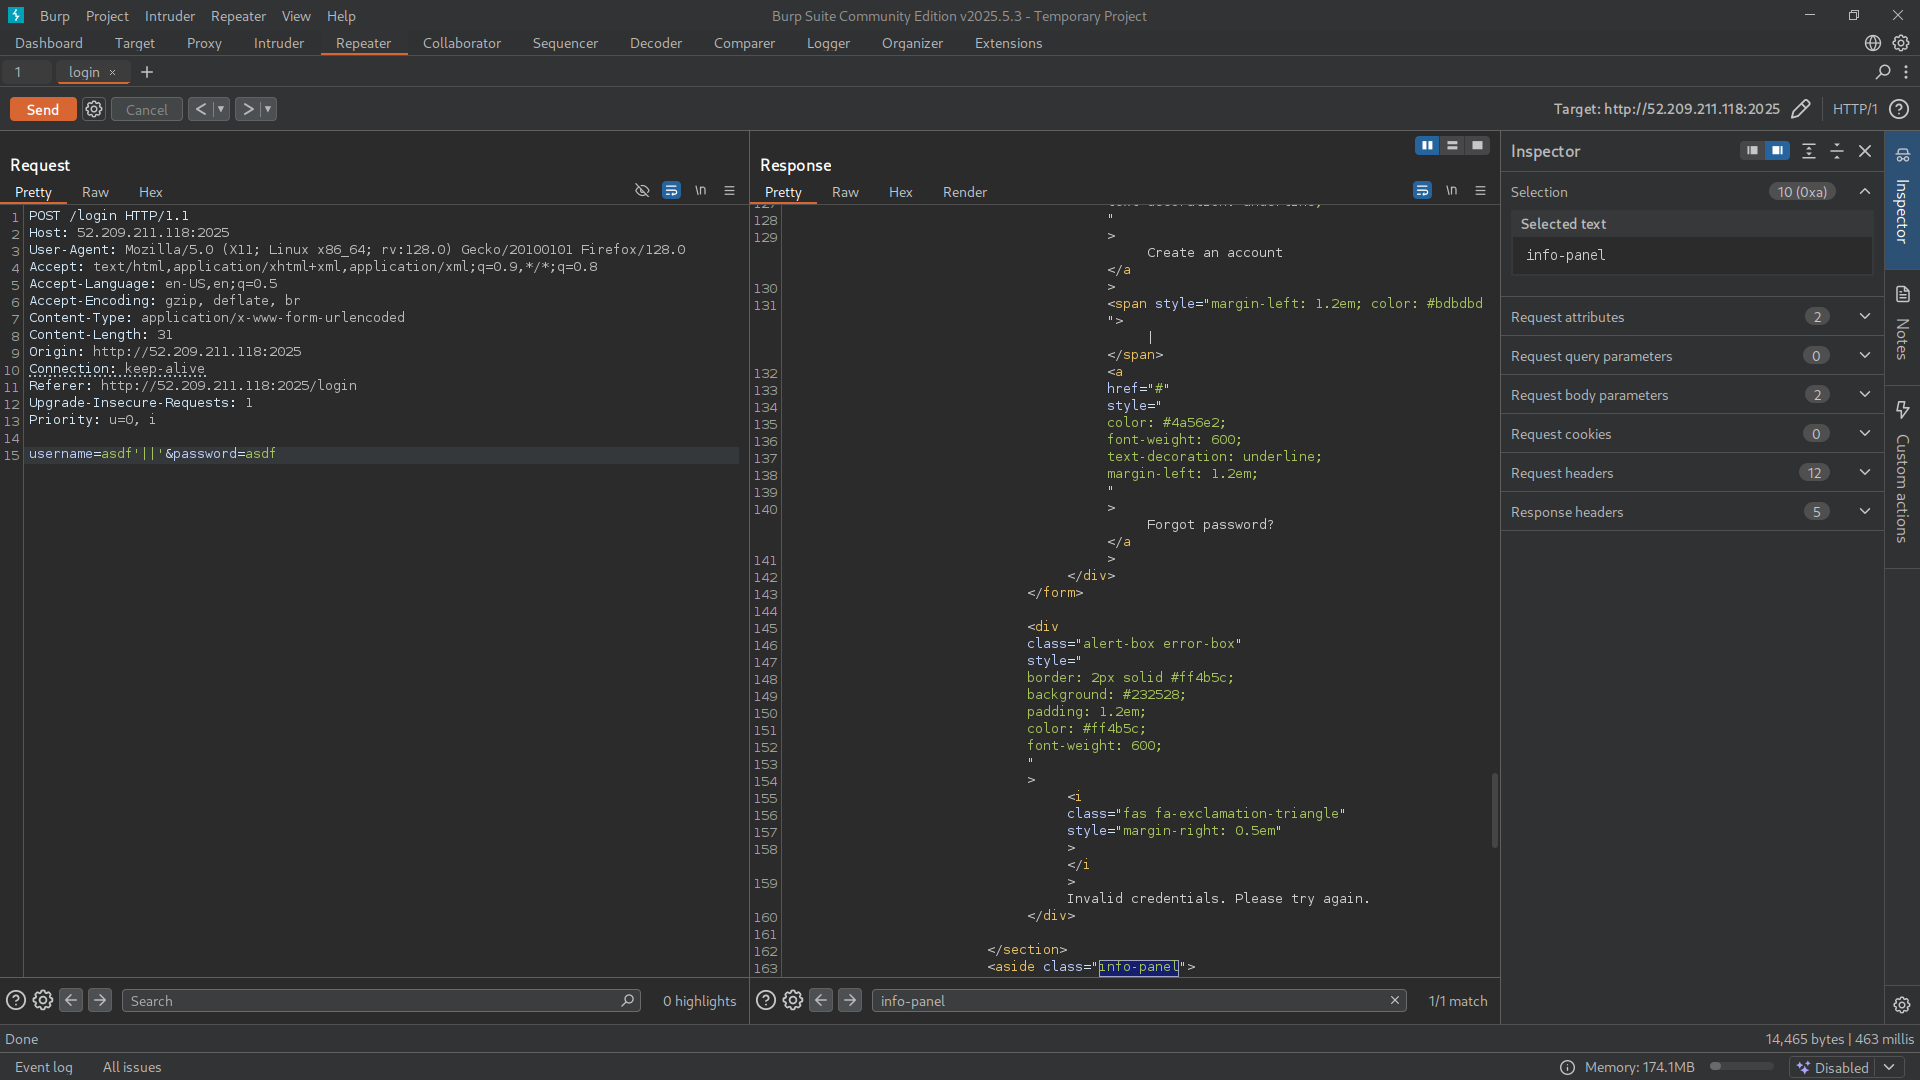 Burp Project Intruder Repeater View Help
Burp Suite Community Edition v2025.5.3 - Temporary Project
Dashboard Target Proxy Intruder Repeater Collaborator Sequencer Decoder Comparer Logger Organizer Extensions
1 login × +
Send Cancel < ▾ > ▾
Target: http://52.209.211.118:2025 HTTP/1 ?
Request
Pretty Raw Hex \n
1 POST /login HTTP/1.1
2 Host: 52.209.211.118:2025
3 User-Agent: Mozilla/5.0 (X11; Linux x86_64; rv:128.0) Gecko/20100101 Firefox/128.0
4 Accept: text/html,application/xhtml+xml,application/xml;q=0.9,*/*;q=0.8
5 Accept-Language: en-US,en;q=0.5
6 Accept-Encoding: gzip, deflate, br
7 Content-Type: application/x-www-form-urlencoded
8 Content-Length: 31
9 Origin: http://52.209.211.118:2025
10 Connection: keep-alive
11 Referer: http://52.209.211.118:2025/login
12 Upgrade-Insecure-Requests: 1
13 Priority: u=0, i
14
15 username=asdf'||'&password=asdf
Search 0 highlights
Response
Pretty Raw Hex Render \n
127 text-decoration: underline;
128 "
129 >
Create an account
</a
130 >
131 <span style="margin-left: 1.2em; color: #bdbdbd
">
|
</span>
132 <a
133 href="#"
134 style="
135 color: #4a56e2;
136 font-weight: 600;
137 text-decoration: underline;
138 margin-left: 1.2em;
139 "
140 >
Forgot password?
</a
141 >
142 </div>
143 </form>
144
145 <div
146 class="alert-box error-box"
147 style="
148 border: 2px solid #ff4b5c;
149 background: #232528;
150 padding: 1.2em;
151 color: #ff4b5c;
152 font-weight: 600;
153 "
154 >
155 <i
156 class="fas fa-exclamation-triangle"
157 style="margin-right: 0.5em"
158 >
</i
159 >
Invalid credentials. Please try again.
160 </div>
161
162 </section>
163 <aside class="info-panel">
info-panel 1/1 match
Inspector
Selection 10 (0xa)
Selected text
info-panel
Request attributes 2
Request query parameters 0
Request body parameters 2
Request cookies 0
Request headers 12
Response headers 5
Inspector
Notes
Custom actions
Done
14,465 bytes | 463 millis
Event log All issues
Memory: 174.1MB Disabled